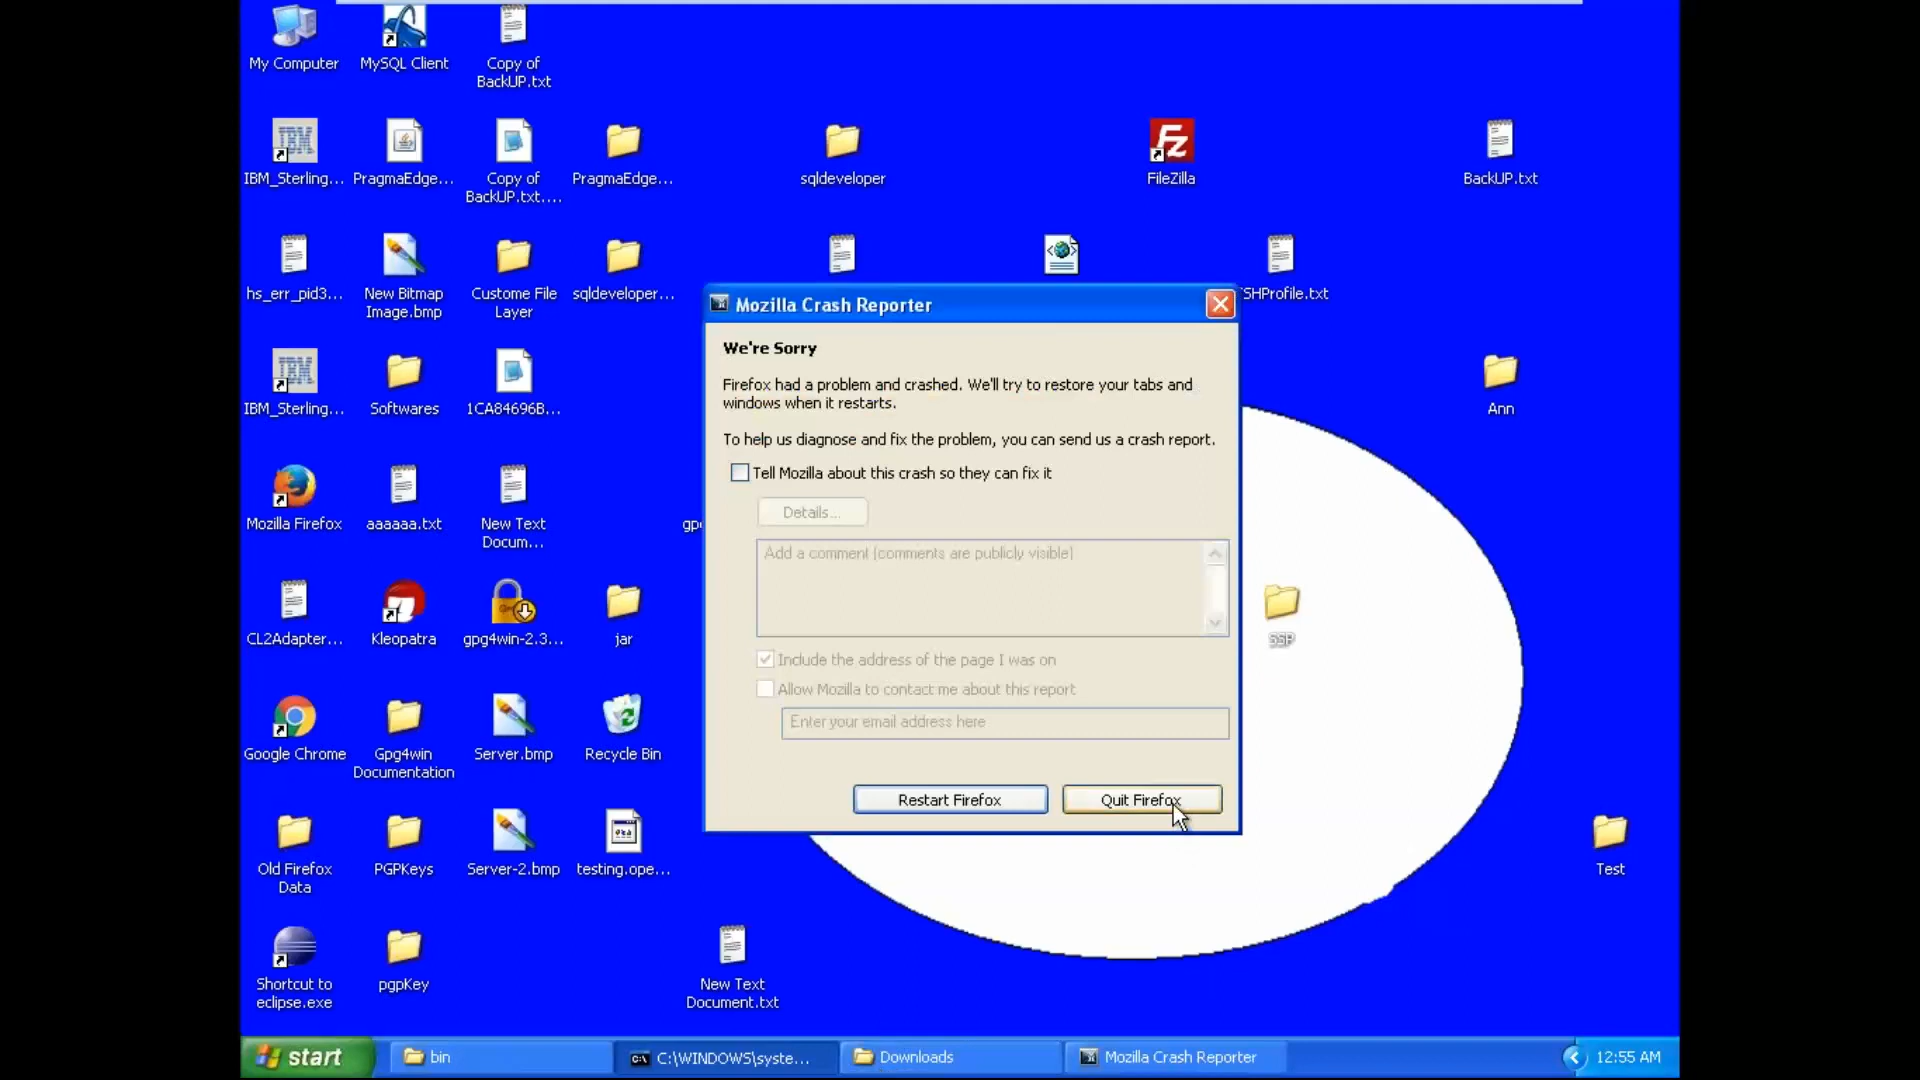 My Computer
MySQL Client
Copy of
BackUP.txt
IBM_Sterling...
PragmaEdge...
Copy of
BackUP.txt....
PragmaEdge...
sqldeveloper
FileZilla
BackUP.txt
hs_err_pid3...
New Bitmap
Image.bmp
Custome File
Layer
sqldeveloper...
SHProfile.txt
IBM_Sterling...
Softwares
1CA84696B...
Ann
Mozilla Firefox
aaaaaa.txt
New Text
Docum...
gp
CL2Adapter...
Kleopatra
gpg4win-2.3...
jar
SSP
Google Chrome
Gpg4win
Documentation
Server.bmp
Recycle Bin
Old Firefox
Data
PGPKeys
Server-2.bmp
testing.ope...
Test
Shortcut to
eclipse.exe
pgpKey
New Text
Document.txt
Mozilla Crash Reporter
We're Sorry
Firefox had a problem and crashed. We'll try to restore your tabs and
windows when it restarts.
To help us diagnose and fix the problem, you can send us a crash report.
Tell Mozilla about this crash so they can fix it
Details...
Add a comment (comments are publicly visible)
Include the address of the page I was on
Allow Mozilla to contact me about this report
Enter your email address here
Restart Firefox
Quit Firefox
start
bin
C:\WINDOWS\syste...
Downloads
Mozilla Crash Reporter
12:55 AM